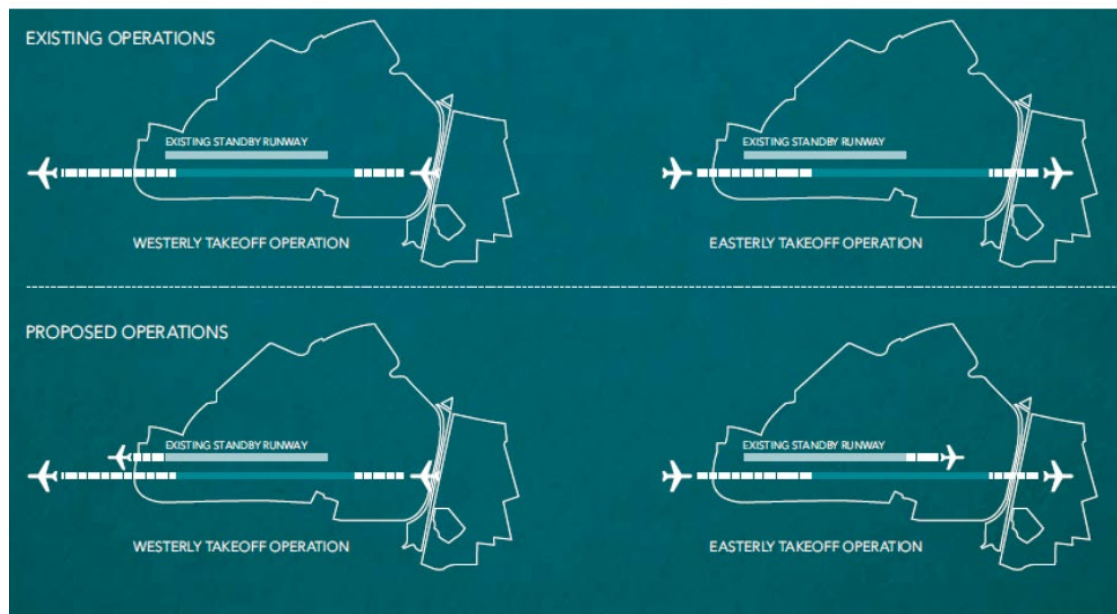 EXISTING OPERATIONS
EXISTING STANDBY RUNWAY
EXISTING STANDBY RUNWAY
WESTERLY TAKEOFF OPERATION
EASTERLY TAKEOFF OPERATION
PROPOSED OPERATIONS
EXISTING STANDBY RUNWAY
EXISTING STANDBY RUNWAY
WESTERLY TAKEOFF OPERATION
EASTERLY TAKEOFF OPERATION